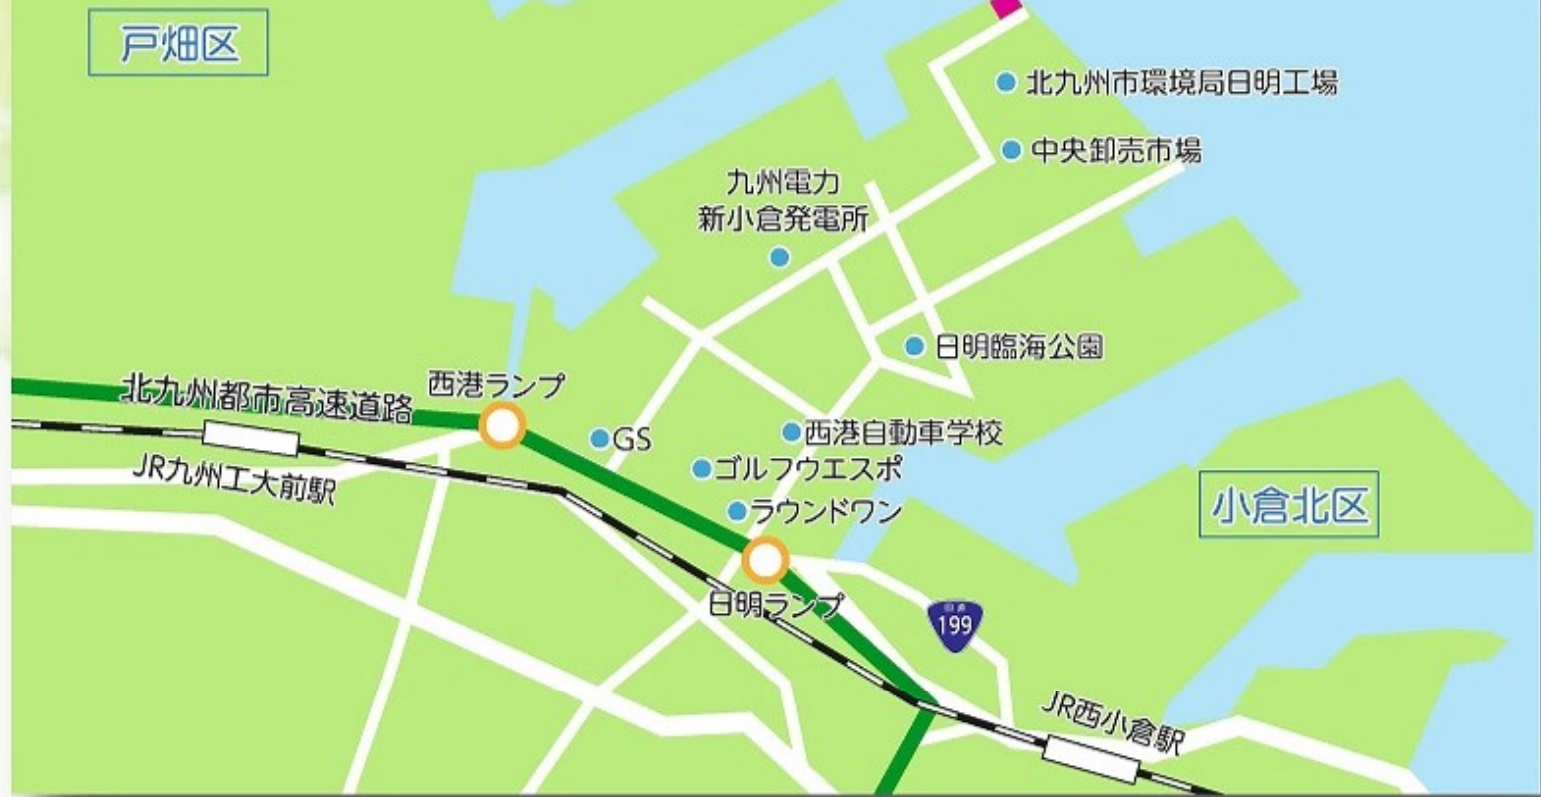 戸畑区
北九州市環境局日明工場
中央卸売市場
九州電力
新小倉発電所
日明臨海公園
西港ランプ
北九州都市高速道路
GS
西港自動車学校
JR九州工大前駅
ゴルフウエスポ
ラウンドワン
小倉北区
日明ランプ
国道
199
JR西小倉駅